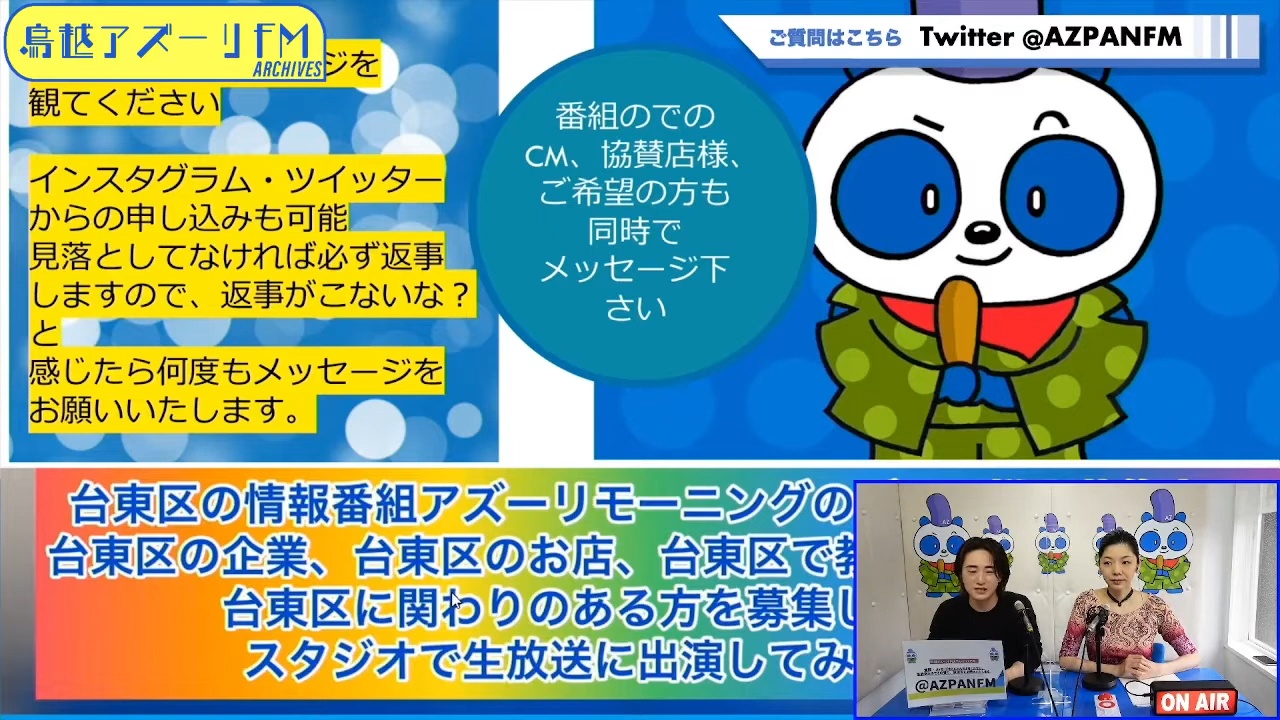 鳥越アズーリFM
ARCHIVES
ジを
観てください
インスタグラム・ツイッター
からの申し込みも可能
見落としてなければ必ず返事
しますので、返事がこないな？
と
感じたら何度もメッセージを
お願いいたします。
番組のでの
CM、協賛店様、
ご希望の方も
同時で
メッセージ下
さい
ご質問はこちら Twitter @AZPANFM
台東区の情報番組アズーリモーニングの
台東区の企業、台東区のお店、台東区で
台東区に関わりのある方を募集し
スタジオで生放送に出演してみ
@AZPANFM
ON AIR